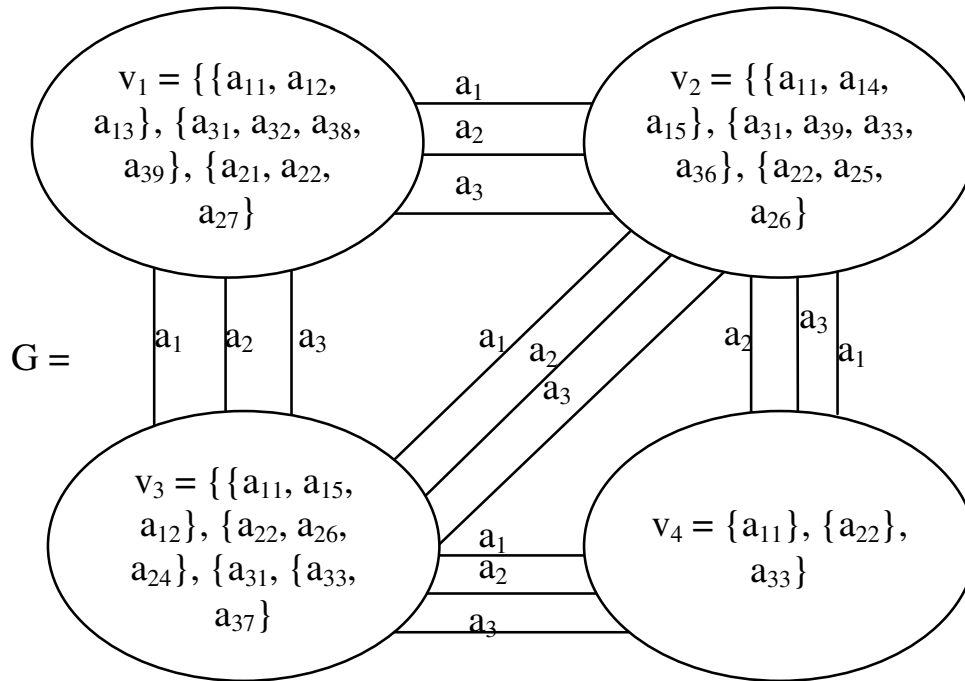 v₁ = {{a₁₁, a₁₂,
a₁₃}, {a₃₁, a₃₂, a₃₈,
a₃₉}, {a₂₁, a₂₂,
a₂₇}
a₁
a₂
a₃
v₂ = {{a₁₁, a₁₄,
a₁₅}, {a₃₁, a₃₉, a₃₃,
a₃₆}, {a₂₂, a₂₅,
a₂₆}
G =
a₁ a₂ a₃
a₁
a₂
a₃
a₂ a₃ a₁
v₃ = {{a₁₁, a₁₅,
a₁₂}, {a₂₂, a₂₆,
a₂₄}, {a₃₁, {a₃₃,
a₃₇}
a₁
a₂
a₃
v₄ = {a₁₁}, {a₂₂},
a₃₃}